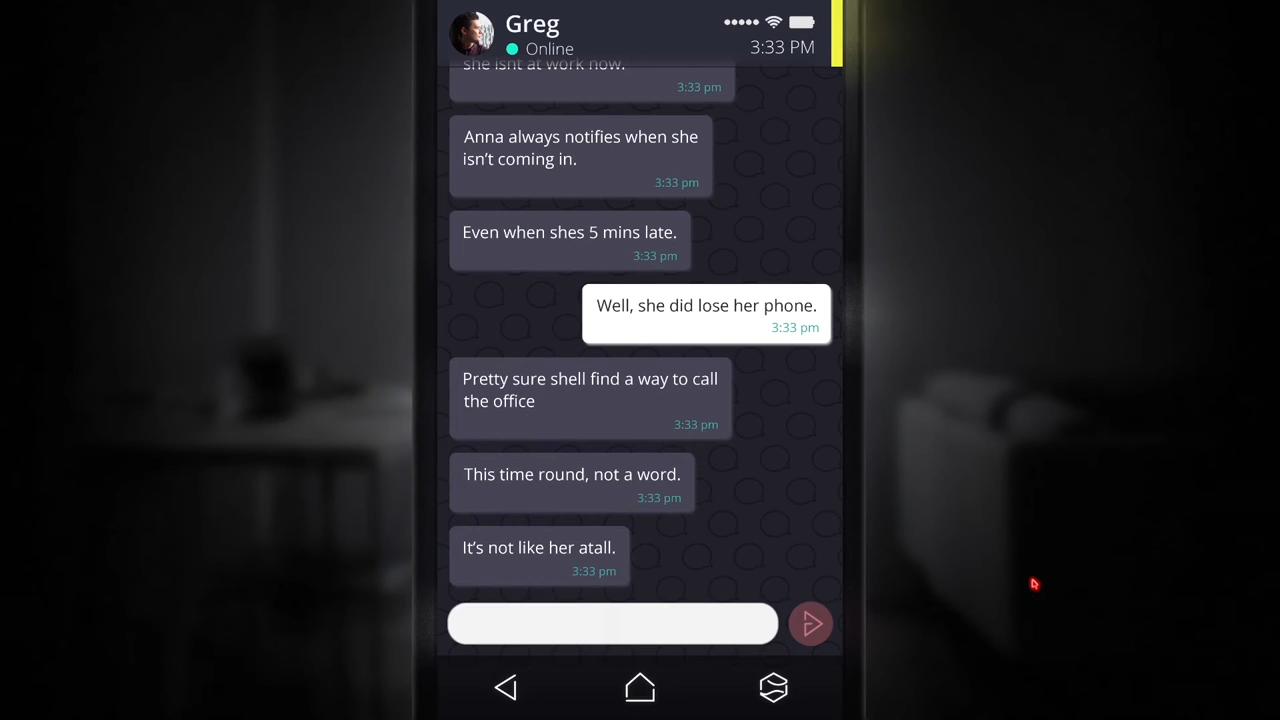 Greg
Online
3:33 PM
she isnt at work now.
3:33 pm
Anna always notifies when she
isn't coming in.
3:33 pm
Even when shes 5 mins late.
3:33 pm
Well, she did lose her phone.
3:33 pm
Pretty sure shell find a way to call
the office
3:33 pm
This time round, not a word.
3:33 pm
It's not like her atall.
3:33 pm